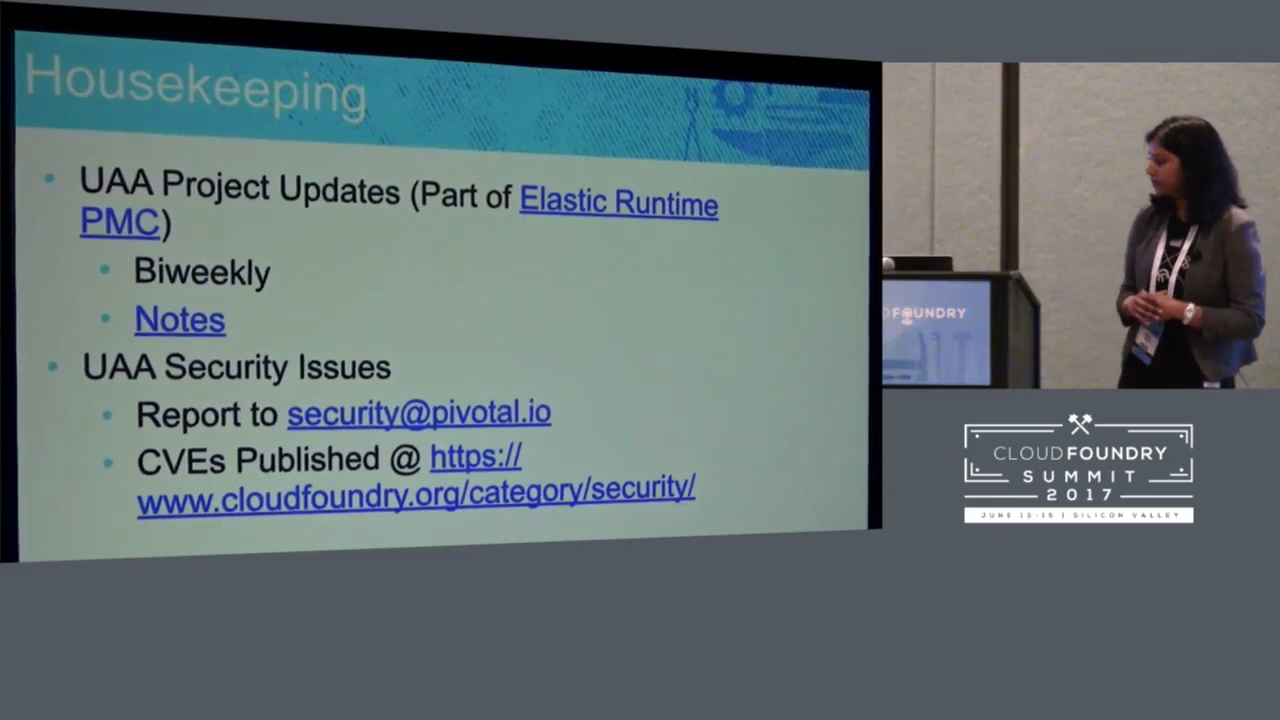 Housekeeping
• UAA Project Updates (Part of Elastic Runtime
PMC)
• Biweekly
• Notes
• UAA Security Issues
• Report to security@pivotal.io
• CVEs Published @ https://
www.cloudfoundry.org/category/security/
D FOUNDRY
CLOUD FOUNDRY
SUMMIT
2017
JUNE 13-15 | SILICON VALLEY